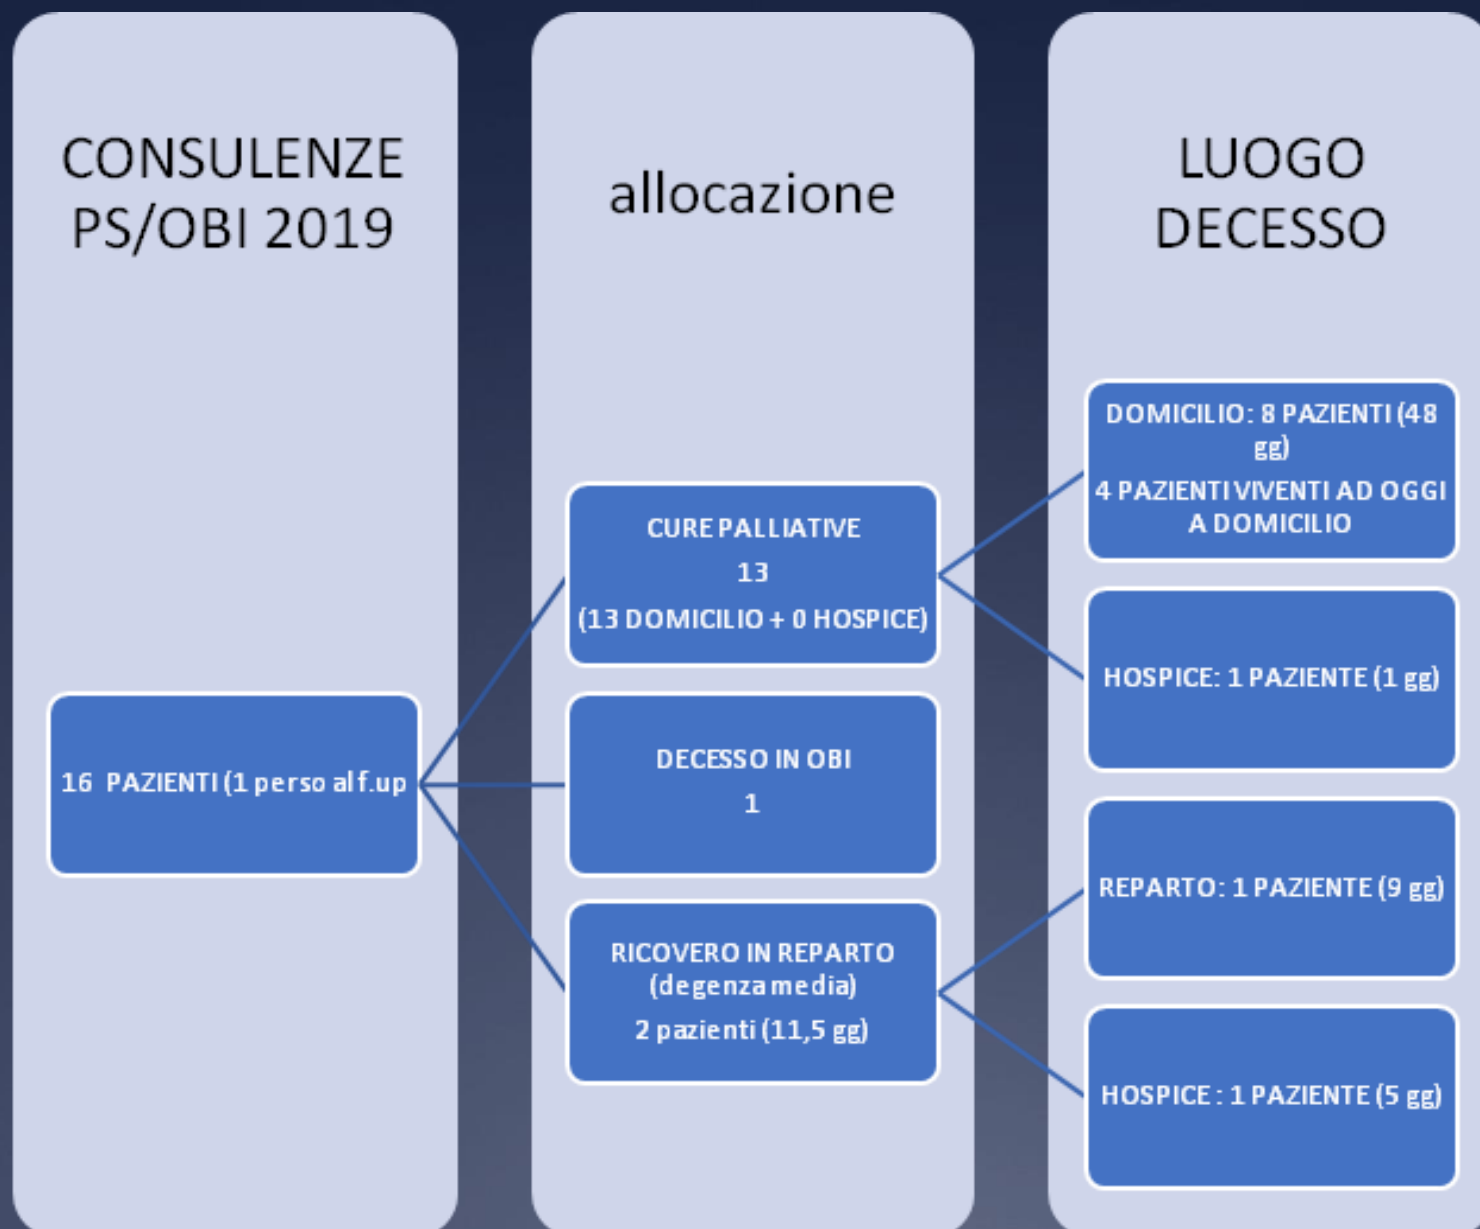 CONSULENZE
PS/OBI 2019
16 PAZIENTI (1 perso al f.up
allocazione
CURE PALLIATIVE
13
(13 DOMICILIO + 0 HOSPICE)
DECESSO IN OBI
1
RICOVERO IN REPARTO
(degenza media)
2 pazienti (11,5 gg)
LUOGO
DECESSO
DOMICILIO: 8 PAZIENTI (48
gg)
4 PAZIENTI VIVENTI AD OGGI
A DOMICILIO
HOSPICE: 1 PAZIENTE (1 gg)
REPARTO: 1 PAZIENTE (9 gg)
HOSPICE : 1 PAZIENTE (5 gg)